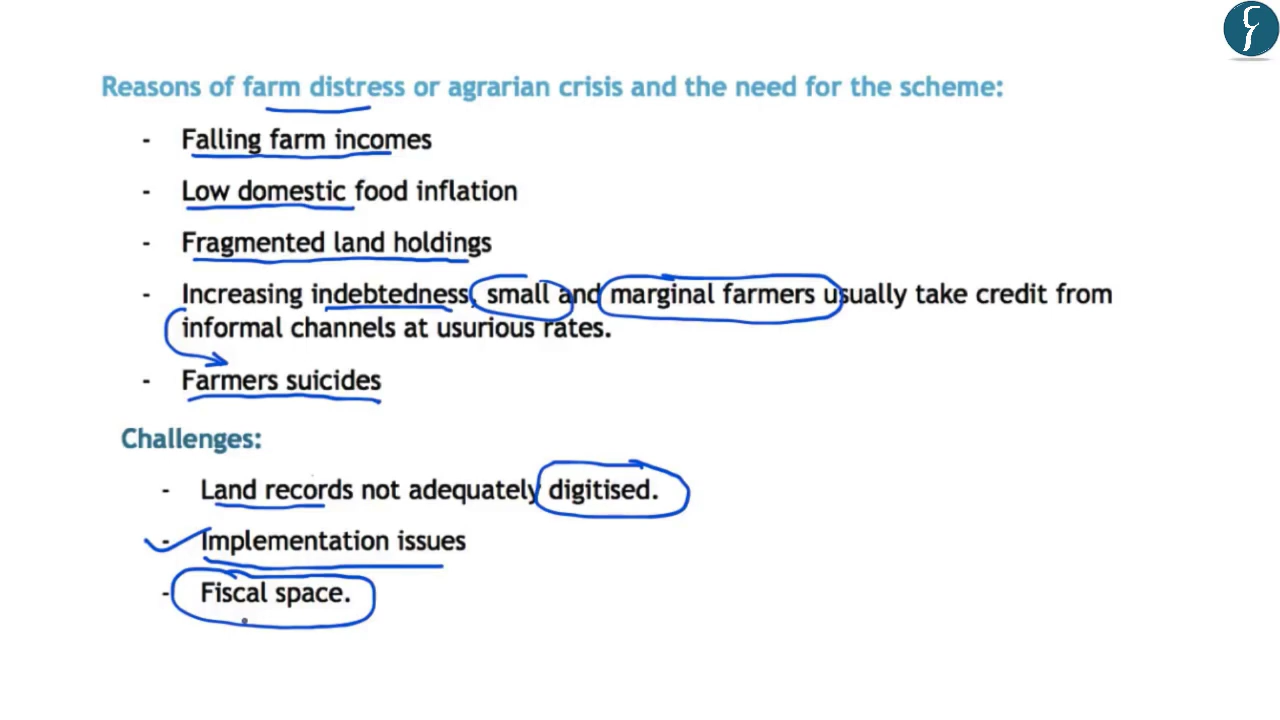 Reasons of farm distress or agrarian crisis and the need for the scheme:
- Falling farm incomes
- Low domestic food inflation
- Fragmented land holdings
- Increasing indebtedness, small and marginal farmers usually take credit from
informal channels at usurious rates.
- Farmers suicides
Challenges:
- Land records not adequately digitised.
- Implementation issues
- Fiscal space.